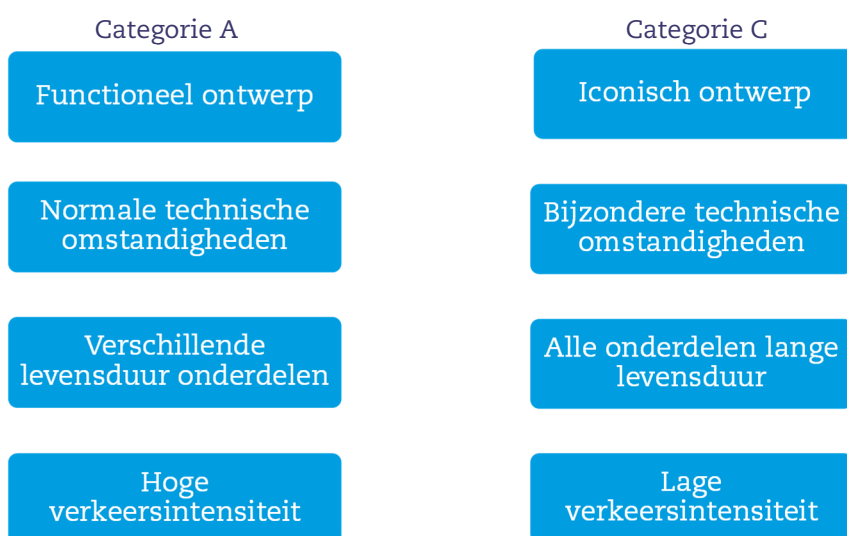 Categorie A
Functioneel ontwerp
Normale technische
omstandigheden
Verschillende
levensduur onderdelen
Hoge
verkeersintensiteit
Categorie C
Iconisch ontwerp
Bijzondere technische
omstandigheden
Alle onderdelen lange
levensduur
Lage
verkeersintensiteit